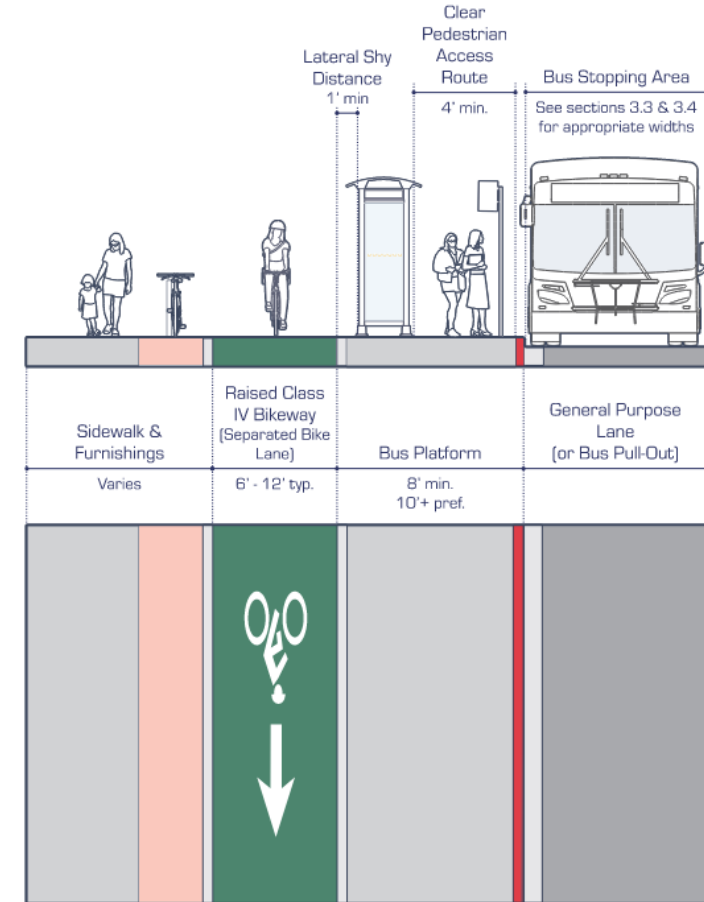 Clear
Pedestrian
Access
Route
4' min.
Lateral Shy
Distance
1' min
Bus Stopping Area
See sections 3.3 & 3.4
for appropriate widths
Sidewalk &
Furnishings
Varies
Raised Class
IV Bikeway
(Separated Bike
Lane)
6' - 12' typ.
Bus Platform
8' min.
10'+ pref.
General Purpose
Lane
(or Bus Pull-Out)